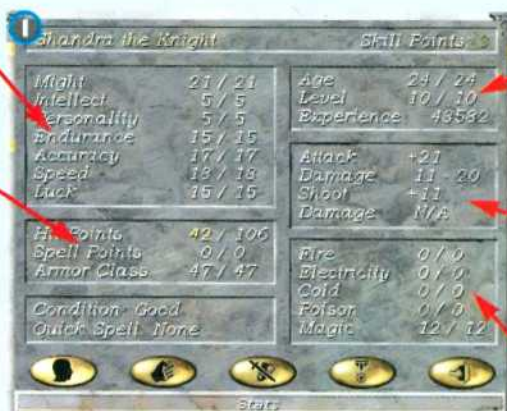 1
Shandra the Knight Skill Points: 3
Might 21 / 21
Intellect 5 / 5
Personality 5 / 5
Endurance 15 / 15
Accuracy 17 / 17
Speed 18 / 18
Luck 15 / 15
Hit Points 42 / 106
Spell Points 0 / 0
Armor Class 47 / 47
Condition: Good
Quick Spell: None
Age 24 / 24
Level 10 / 10
Experience 48582
Attack +21
Damage 11 - 20
Shoot +11
Damage N/A
Fire 0 / 0
Electricity 0 / 0
Cold 0 / 0
Poison 0 / 0
Magic 12 / 12
Stats